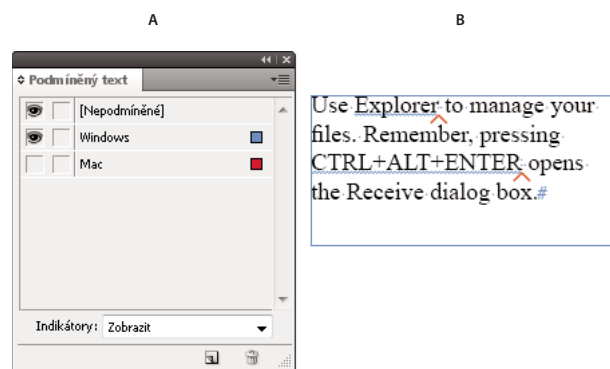 A
B
Podmíněný text
[Nepodmíněné]
Windows
Mac
Indikátory: Zobrazit
Use Explorer to manage your
files. Remember, pressing
CTRL+ALT+ENTER opens
the Receive dialog box.#